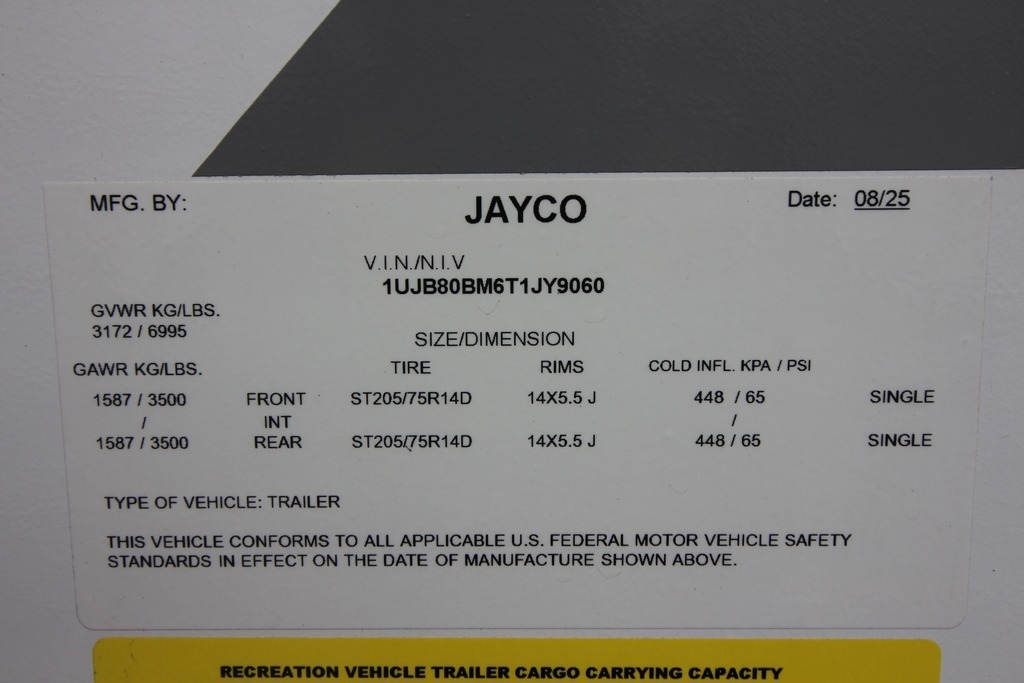 MFG. BY: JAYCO Date: 08/25
V.I.N./N.I.V
1UJB80BM6T1JY9060
GVWR KG/LBS.
3172 / 6995
SIZE/DIMENSION
GAWR KG/LBS. TIRE RIMS COLD INFL. KPA / PSI
1587 / 3500 FRONT ST205/75R14D 14X5.5 J 448 / 65 SINGLE
/ INT /
1587 / 3500 REAR ST205/75R14D 14X5.5 J 448 / 65 SINGLE
TYPE OF VEHICLE: TRAILER
THIS VEHICLE CONFORMS TO ALL APPLICABLE U.S. FEDERAL MOTOR VEHICLE SAFETY
STANDARDS IN EFFECT ON THE DATE OF MANUFACTURE SHOWN ABOVE.
RECREATION VEHICLE TRAILER CARGO CARRYING CAPACITY